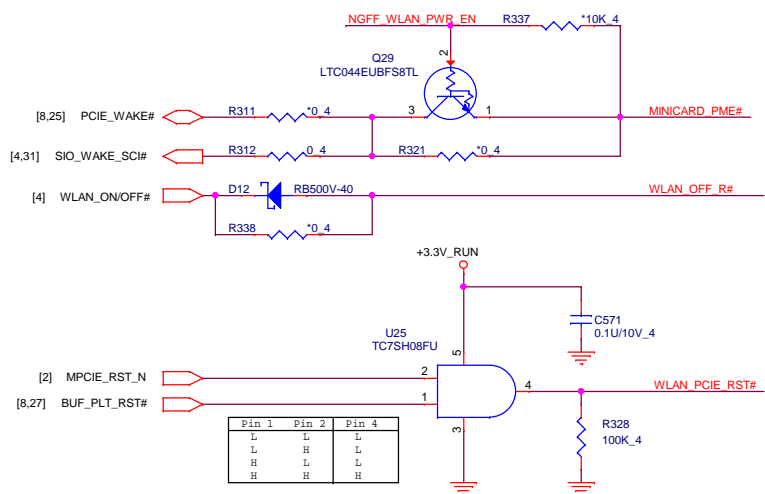 NGFF_WLAN_PWR_EN
R337
*10K_4
Q29
LTC044EUBFS8TL
2
[8,25] PCIE_WAKE#
R311
*0_4
3
1
MINICARD_PME#
[4,31] SIO_WAKE_SCI#
R312
0_4
R321
*0_4
[4] WLAN_ON/OFF#
D12
RB500V-40
WLAN_OFF_R#
R338
*0_4
+3.3V_RUN
C571
0.1U/10V_4
U25
TC7SH08FU
5
[2] MPCIE_RST_N
2
4
WLAN_PCIE_RST#
[8,27] BUF_PLT_RST#
1
3
R328
100K_4
Pin 1 Pin 2 Pin 4
L L L
L H L
H L L
H H H